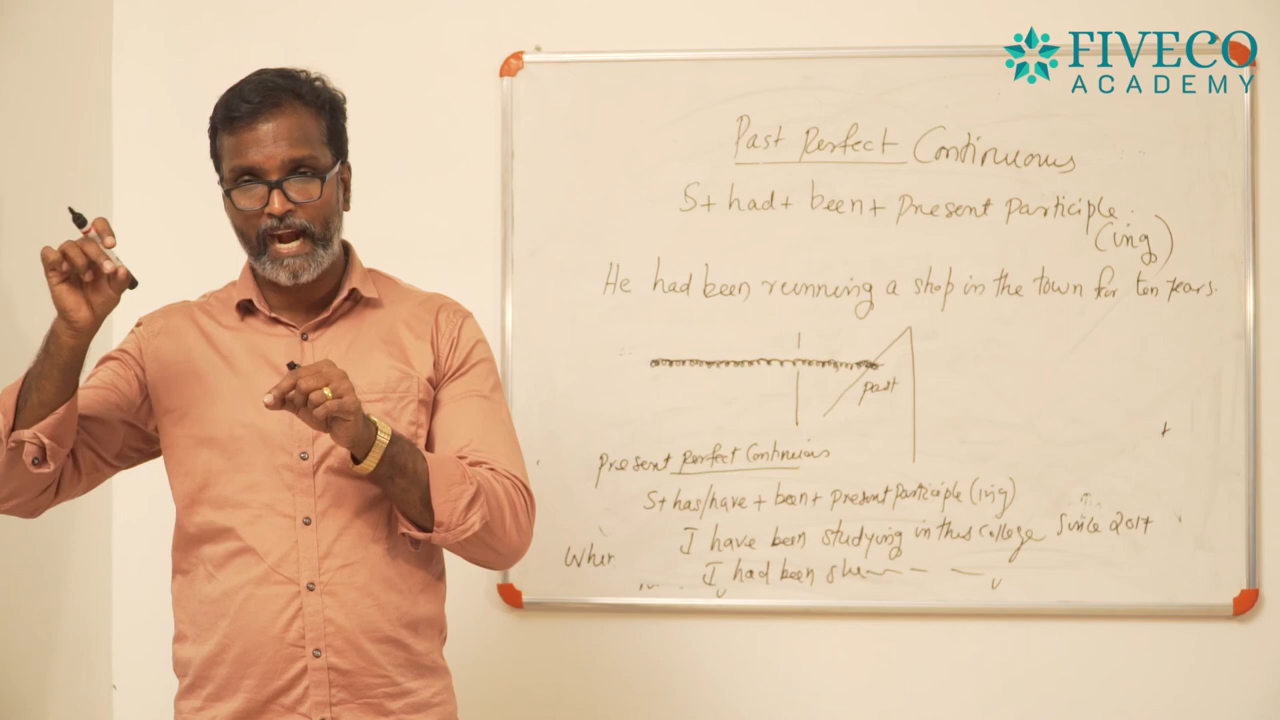 FIVECO
ACADEMY
Past Perfect Continuous
S+ had + been + Present Participle.
(ing)
He had been running a shop in the town for ten years.
past
Present Perfect Continuous
S+ has/have + been + Present Participle (ing)
I have been studying in this college since 2017
I had been